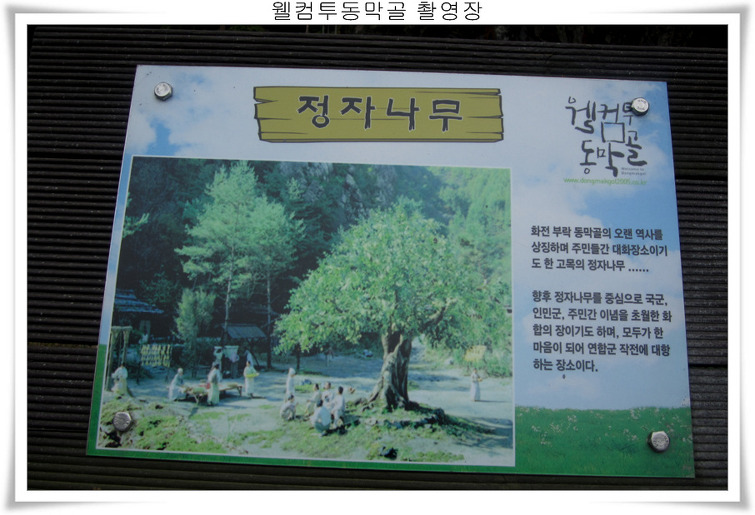 웰컴투동막골 촬영장
정자나무
웰컴투
동막골
www.dongmakgol2005.co.kr
화전 부락 동막골의 오랜 역사를
상징하며 주민들간 대화장소이기
도 한 고목의 정자나무 ......
향후 정자나무를 중심으로 국군,
인민군, 주민간 이념을 초월한 화
합의 장이기도 하며, 모두가 한
마음이 되어 연합군 작전에 대항
하는 장소이다.